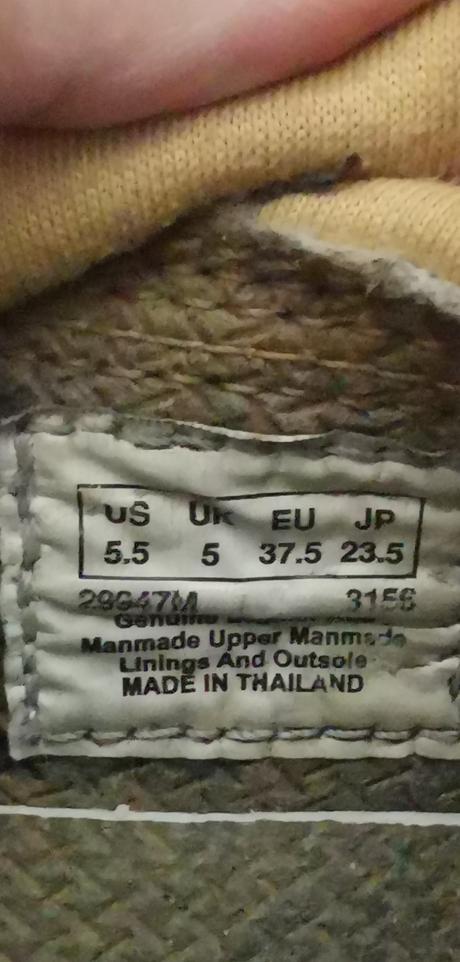 US UK EU JP
5.5 5 37.5 23.5
Genuine
Manmade Upper Manmade
Linings And Outsole
MADE IN THAILAND